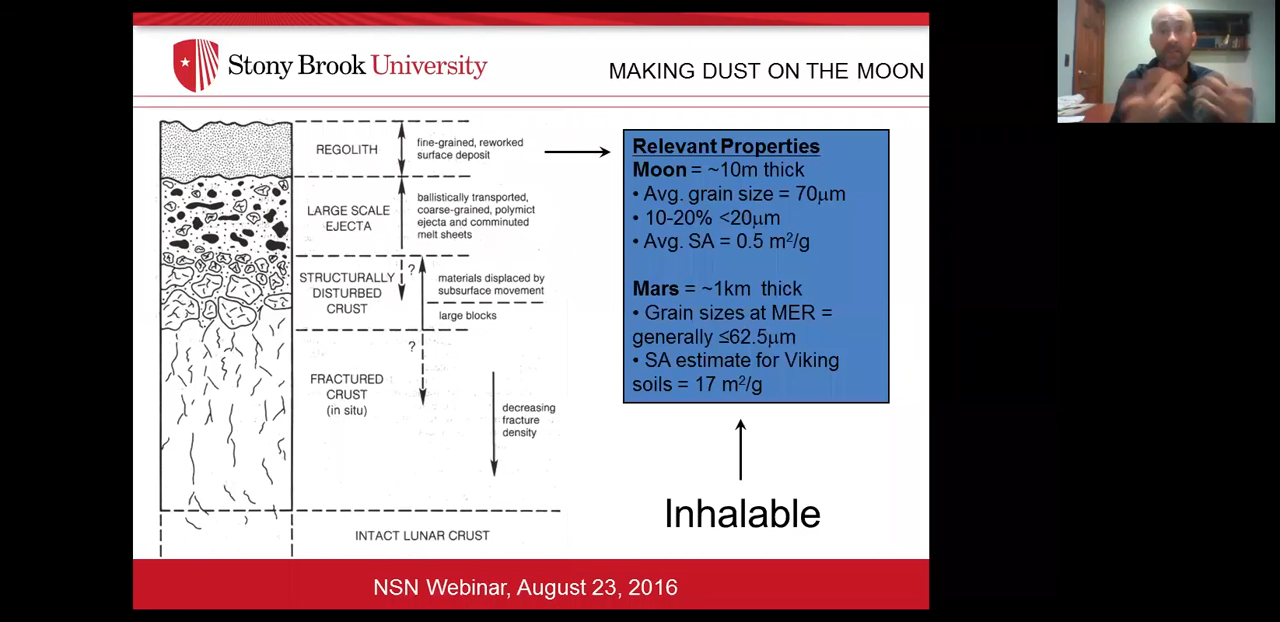 Stony Brook University
MAKING DUST ON THE MOON
REGOLITH
fine-grained, reworked
surface deposit
LARGE SCALE
EJECTA
ballistically transported,
coarse-grained, polymict
ejecta and comminuted
melt sheets
STRUCTURALLY
DISTURBED
CRUST
?
materials displaced by
subsurface movement
large blocks
?
FRACTURED
CRUST
(in situ)
decreasing
fracture
density
INTACT LUNAR CRUST
Relevant Properties
Moon = ~10m thick
• Avg. grain size = 70μm
• 10-20% <20μm
• Avg. SA = 0.5 m²/g
Mars = ~1km thick
• Grain sizes at MER =
generally ≤62.5μm
• SA estimate for Viking
soils = 17 m²/g
Inhalable
NSN Webinar, August 23, 2016